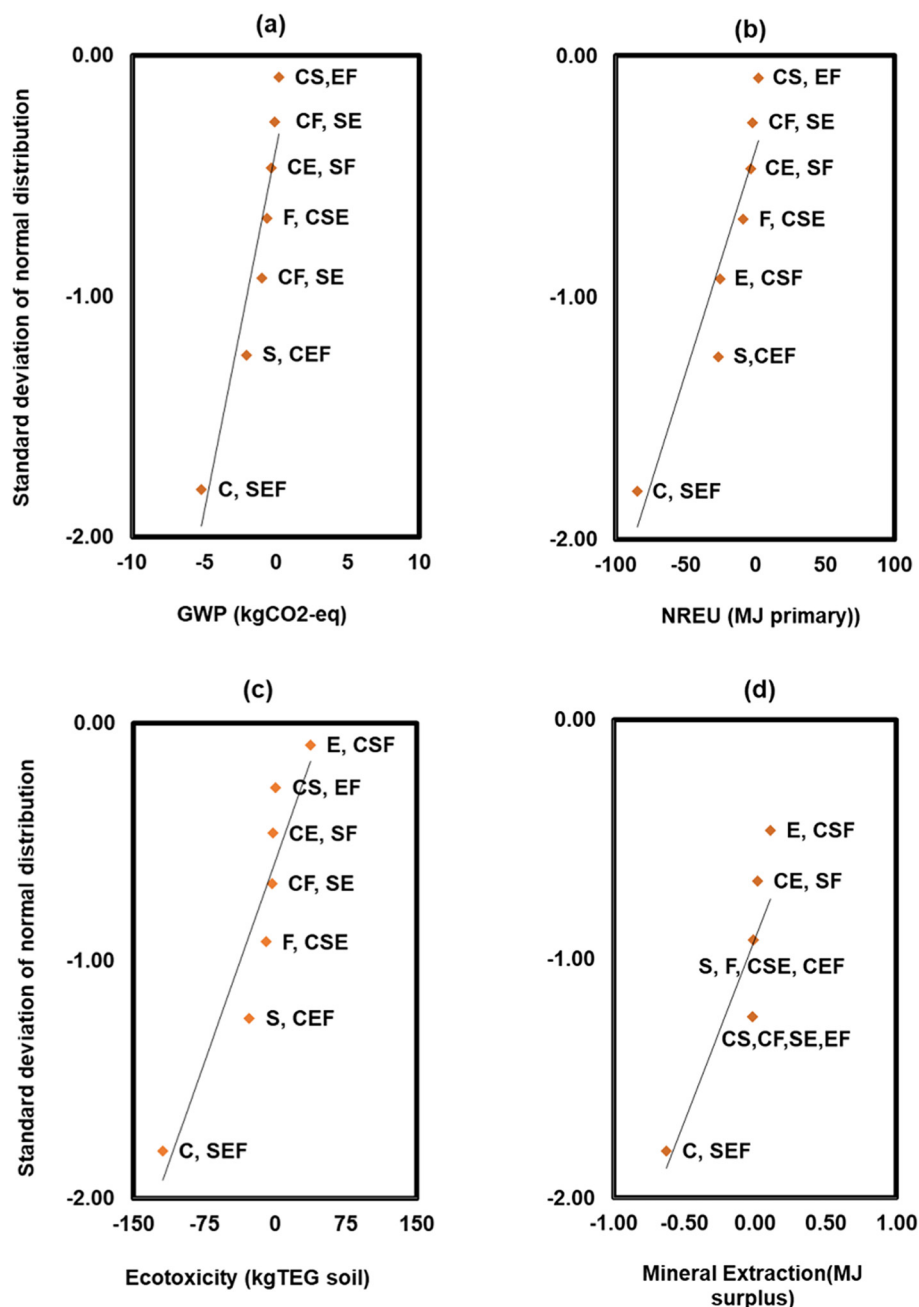 (a)
0.00
CS,EF
CF, SE
CE, SF
F, CSE
-1.00
CF, SE
S, CEF
C, SEF
-2.00
-10 -5 0 5 10
GWP (kgCO2-eq)
Standard deviation of normal distribution
(b)
0.00
CS, EF
CF, SE
CE, SF
F, CSE
-1.00
E, CSF
S,CEF
C, SEF
-2.00
-100 -50 0 50 100
NREU (MJ primary))
(c)
0.00
E, CSF
CS, EF
CE, SF
CF, SE
F, CSE
-1.00
S, CEF
C, SEF
-2.00
-150 -75 0 75 150
Ecotoxicity (kgTEG soil)
Standard deviation of normal distribution
(d)
0.00
E, CSF
CE, SF
-1.00
S, F, CSE, CEF
CS,CF,SE,EF
C, SEF
-2.00
-1.00 -0.50 0.00 0.50 1.00
Mineral Extraction(MJ
surplus)